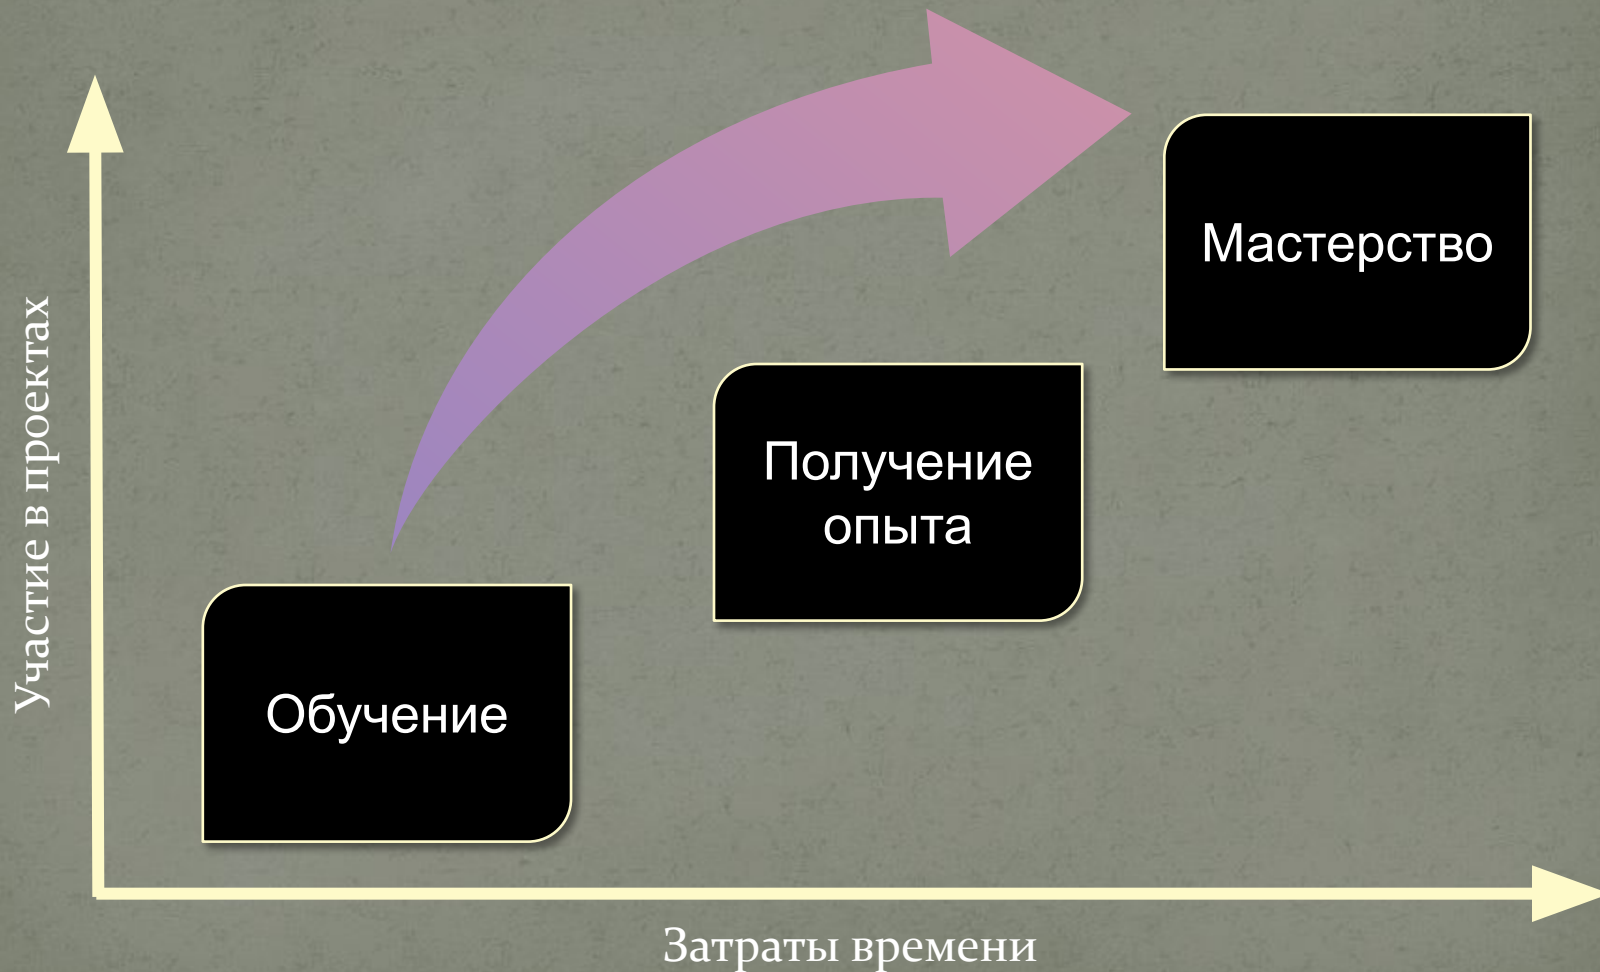 Участие в проектах
Мастерство
Получение
опыта
Обучение
Затраты времени